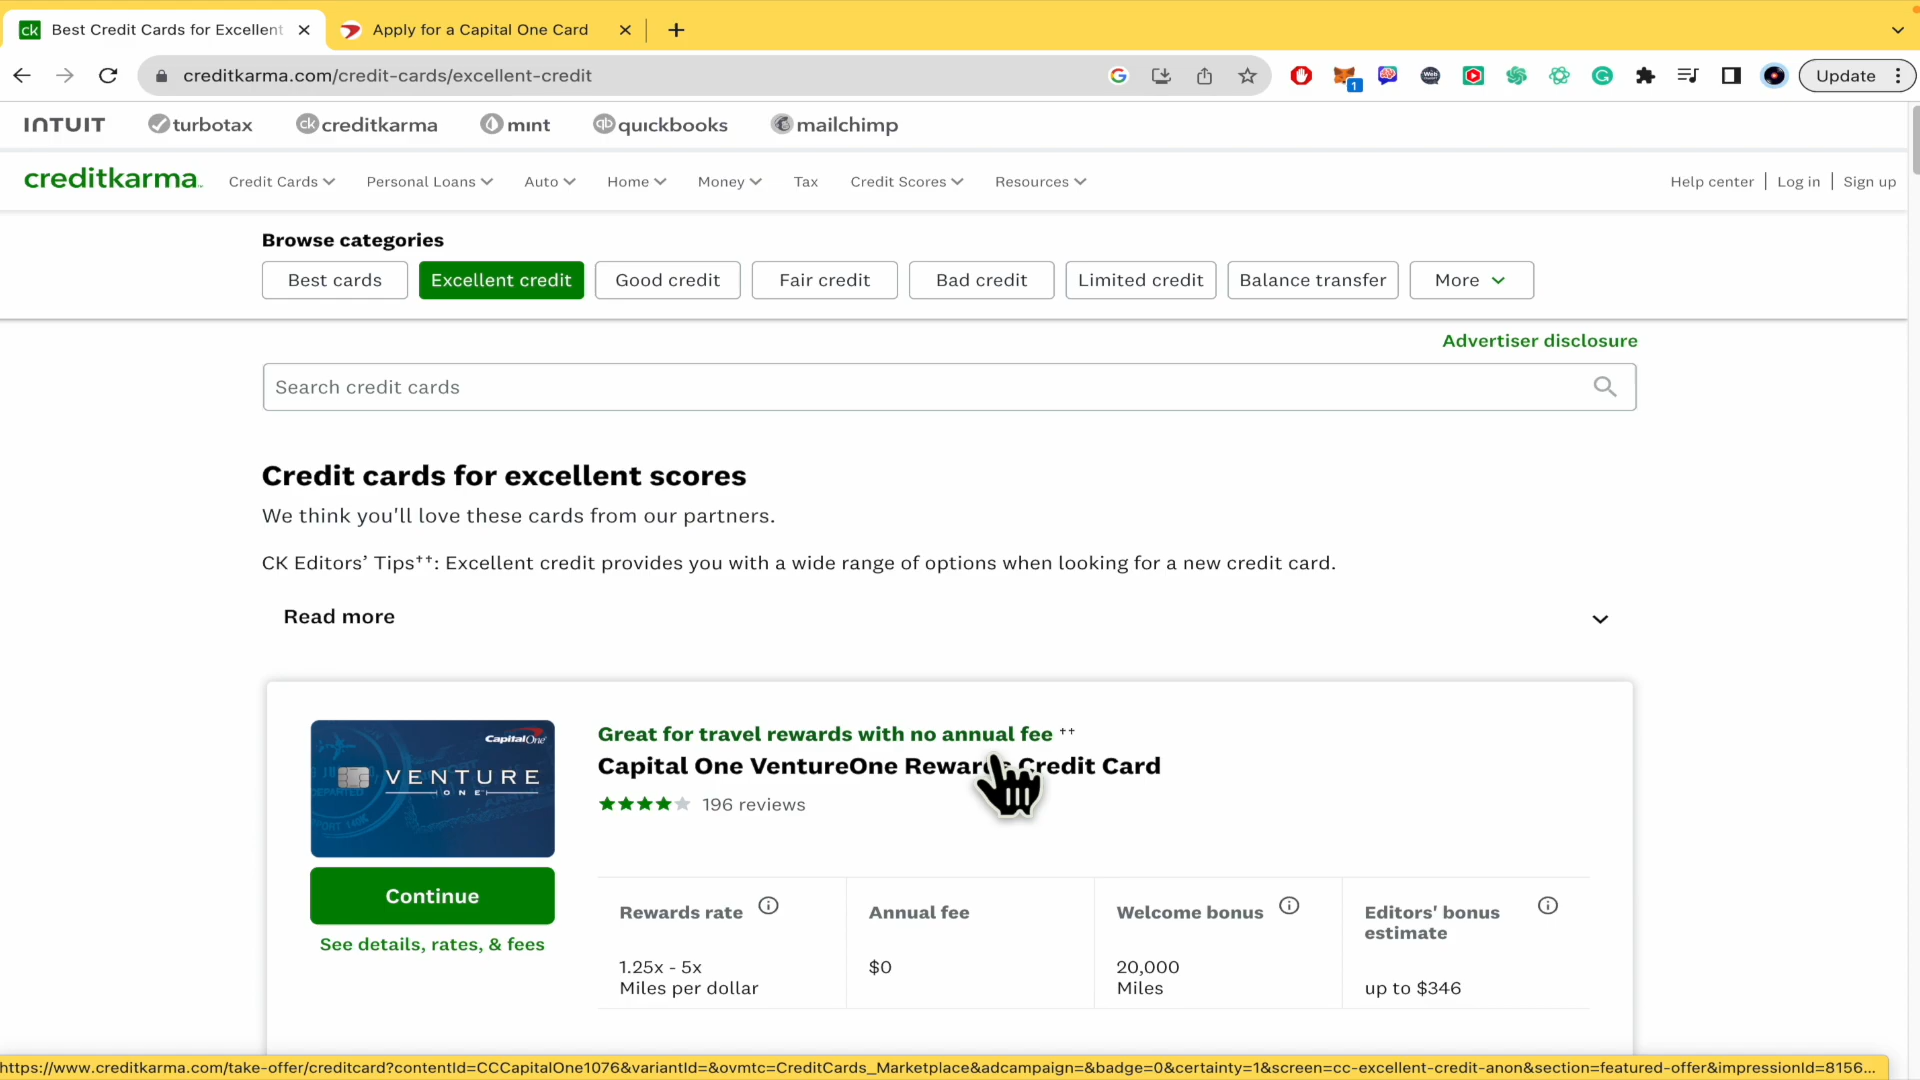 Best Credit Cards for Excellent
Apply for a Capital One Card
creditkarma.com/credit-cards/excellent-credit
1
Update
INTUIT
turbotax
creditkarma
mint
quickbooks
mailchimp
creditkarma
Credit Cards
Personal Loans
Auto
Home
Money
Tax
Credit Scores
Resources
Help center
Log in
Sign up
Browse categories
Best cards
Excellent credit
Good credit
Fair credit
Bad credit
Limited credit
Balance transfer
More
Advertiser disclosure
Search credit cards
Credit cards for excellent scores
We think you'll love these cards from our partners.
CK Editors’ Tips††: Excellent credit provides you with a wide range of options when looking for a new credit card.
Read more
Capital One
VENTURE
ONE
Great for travel rewards with no annual fee ††
Capital One VentureOne Rewards Credit Card
196 reviews
Continue
See details, rates, & fees
Rewards rate
1.25x - 5x
Miles per dollar
Annual fee
$0
Welcome bonus
20,000
Miles
Editors' bonus
estimate
up to $346
https://www.creditkarma.com/take-offer/creditcard?contentId=CCCapitalOne1076&variantId=&ovmtc=CreditCards_Marketplace&adcampaign=&badge=0&certainty=1&screen=cc-excellent-credit-anon&section=featured-offer&impressionId=8156...